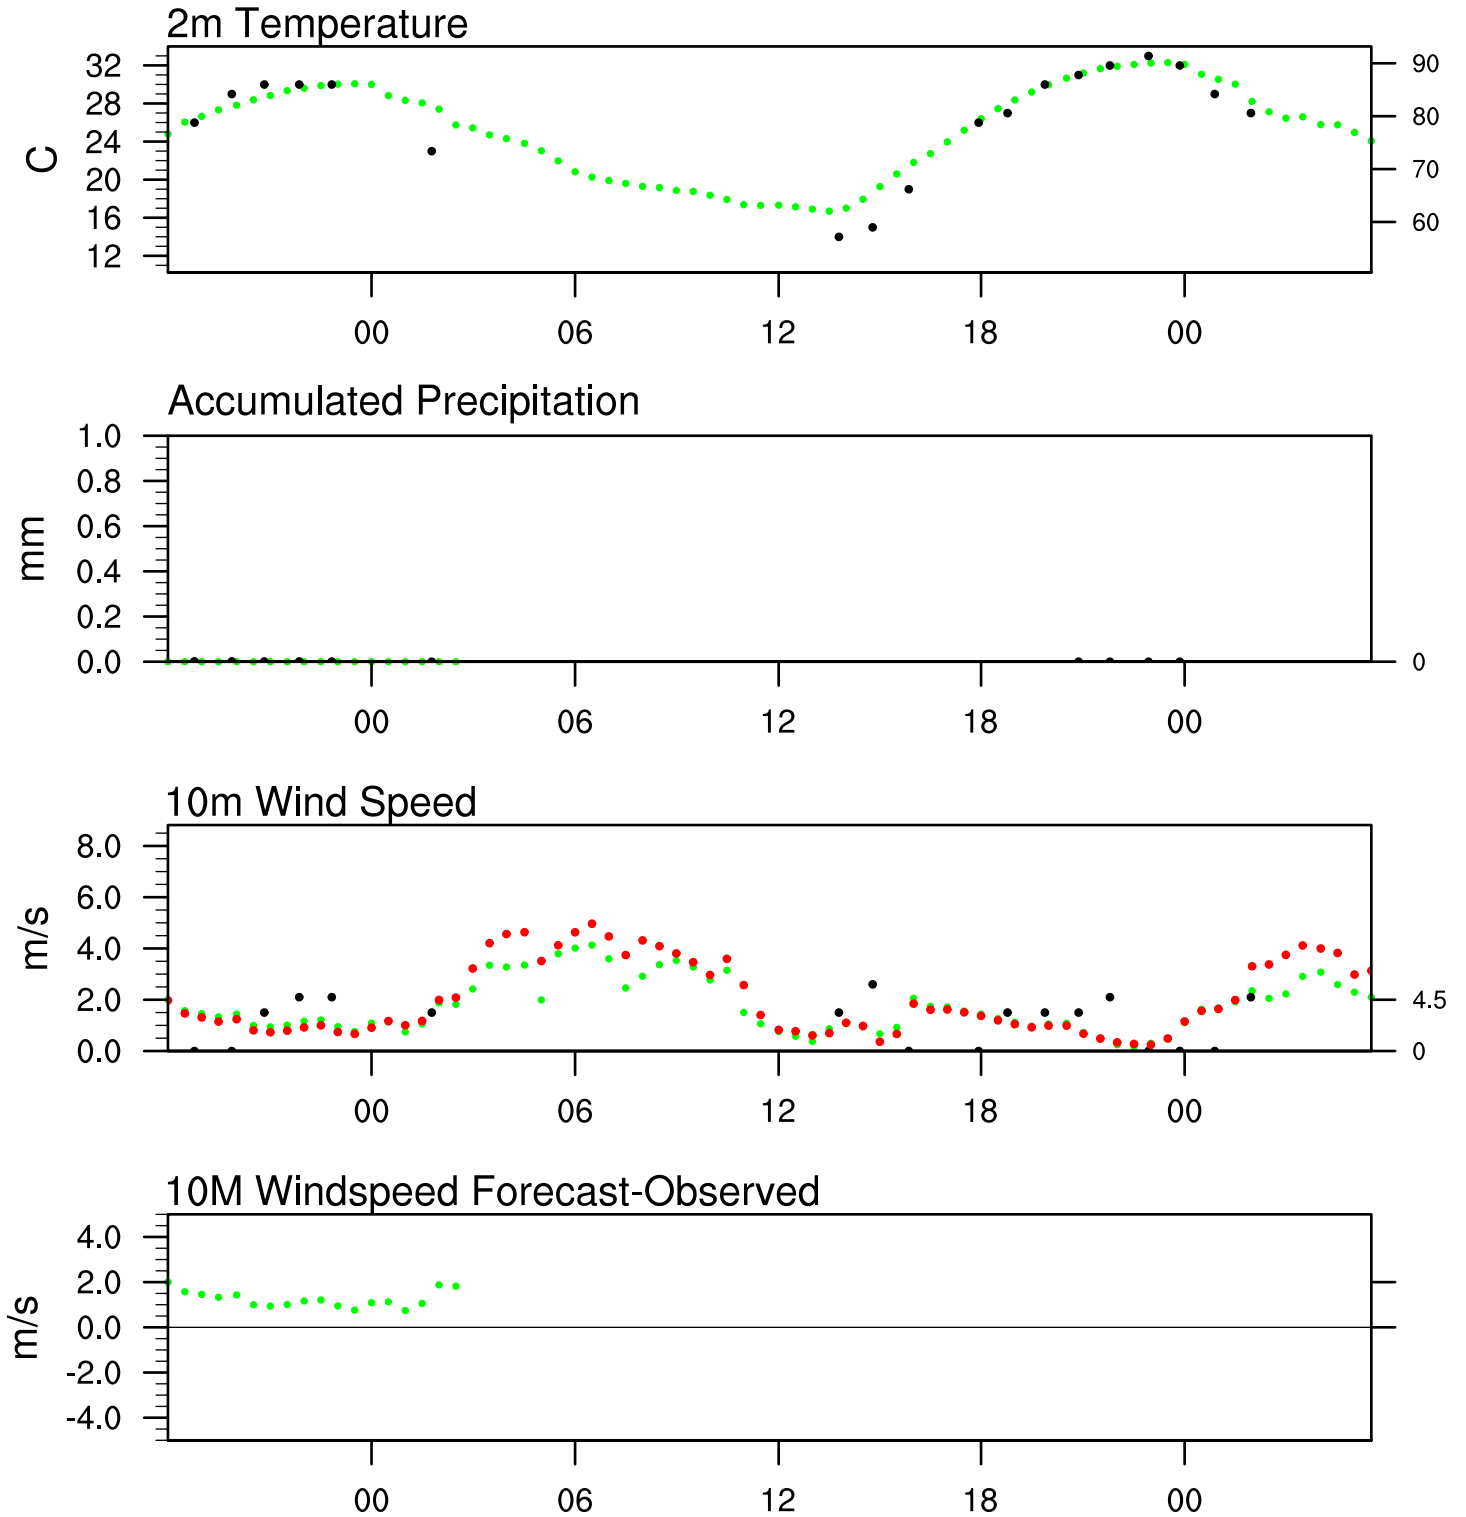 2m Temperature
32
28
24
20
16
12
C
90
80
70
60
00 06 12 18 00
Accumulated Precipitation
1.0
0.8
0.6
0.4
0.2
0.0
mm
0
00 06 12 18 00
10m Wind Speed
8.0
6.0
4.0
2.0
0.0
m/s
4.5
0
00 06 12 18 00
10M Windspeed Forecast-Observed
4.0
2.0
0.0
-2.0
-4.0
m/s
00 06 12 18 00